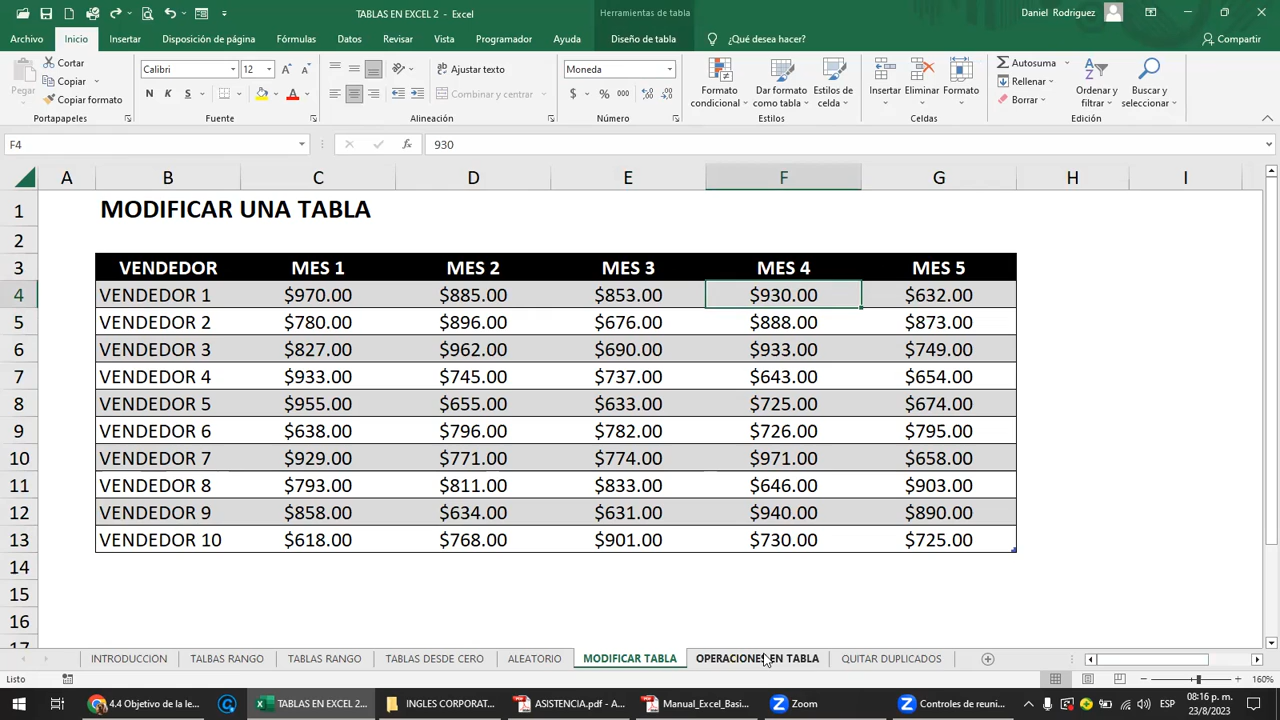 TABLAS EN EXCEL 2 - Excel
Herramientas de tabla
Daniel Rodriguez
Archivo Inicio Insertar Disposición de página Fórmulas Datos Revisar Vista Programador Ayuda Diseño de tabla ¿Qué desea hacer? Compartir
Pegar
Cortar
Copiar
Copiar formato
Portapapeles
Calibri 12
N K S
Fuente
Ajustar texto
Combinar y centrar
Alineación
Moneda
$ % 000
Número
Formato condicional
Dar formato como tabla
Estilos de celda
Estilos
Insertar Eliminar Formato
Celdas
Autosuma
Rellenar
Borrar
Ordenar y filtrar
Buscar y seleccionar
Edición
F4 fx 930
A B C D E F G H I
1 MODIFICAR UNA TABLA
2
3 VENDEDOR MES 1 MES 2 MES 3 MES 4 MES 5
4 VENDEDOR 1 $970.00 $885.00 $853.00 $930.00 $632.00
5 VENDEDOR 2 $780.00 $896.00 $676.00 $888.00 $873.00
6 VENDEDOR 3 $827.00 $962.00 $690.00 $933.00 $749.00
7 VENDEDOR 4 $933.00 $745.00 $737.00 $643.00 $654.00
8 VENDEDOR 5 $955.00 $655.00 $633.00 $725.00 $674.00
9 VENDEDOR 6 $638.00 $796.00 $782.00 $726.00 $795.00
10 VENDEDOR 7 $929.00 $771.00 $774.00 $971.00 $658.00
11 VENDEDOR 8 $793.00 $811.00 $833.00 $646.00 $903.00
12 VENDEDOR 9 $858.00 $634.00 $631.00 $940.00 $890.00
13 VENDEDOR 10 $618.00 $768.00 $901.00 $730.00 $725.00
14
15
16
17
INTRODUCCION TALBAS RANGO TABLAS RANGO TABLAS DESDE CERO ALEATORIO MODIFICAR TABLA OPERACIONES EN TABLA QUITAR DUPLICADOS
Listo 160%
4.4 Objetivo de la le... TABLAS EN EXCEL 2... INGLES CORPORAT... ASISTENCIA.pdf - A... Manual_Excel_Basi... Zoom Controles de reuni... ESP 08:16 p. m.
23/8/2023